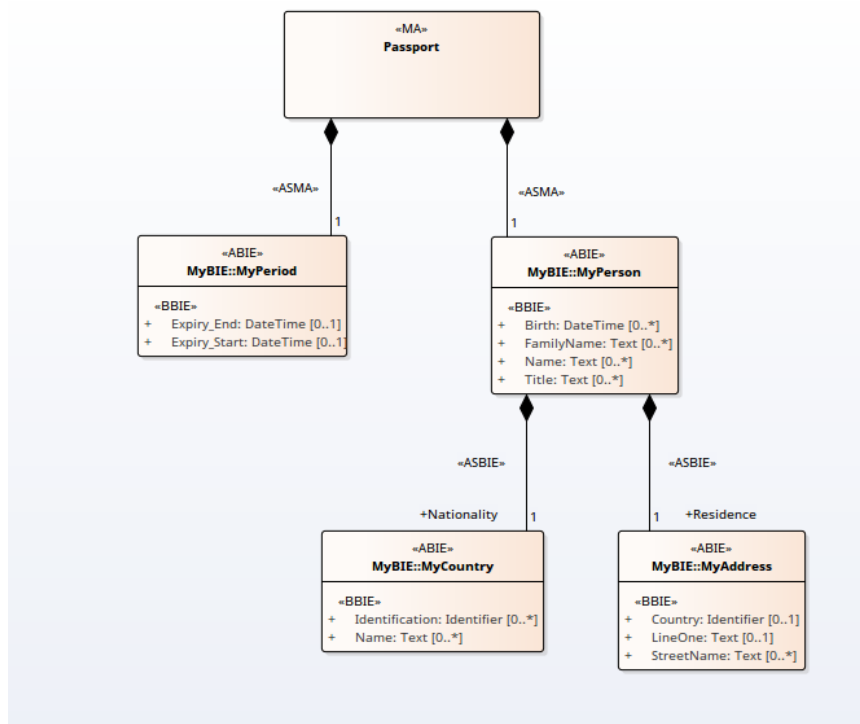 «MA»
Passport
«ASMA»
«ASMA»
1
1
«ABIE»
MyBIE::MyPeriod
«BBIE»
+ Expiry_End: DateTime [0..1]
+ Expiry_Start: DateTime [0..1]
«ABIE»
MyBIE::MyPerson
«BBIE»
+ Birth: DateTime [0..*]
+ FamilyName: Text [0..*]
+ Name: Text [0..*]
+ Title: Text [0..*]
«ASBIE»
«ASBIE»
+Nationality
1
1
+Residence
«ABIE»
MyBIE::MyCountry
«BBIE»
+ Identification: Identifier [0..*]
+ Name: Text [0..*]
«ABIE»
MyBIE::MyAddress
«BBIE»
+ Country: Identifier [0..1]
+ LineOne: Text [0..1]
+ StreetName: Text [0..*]